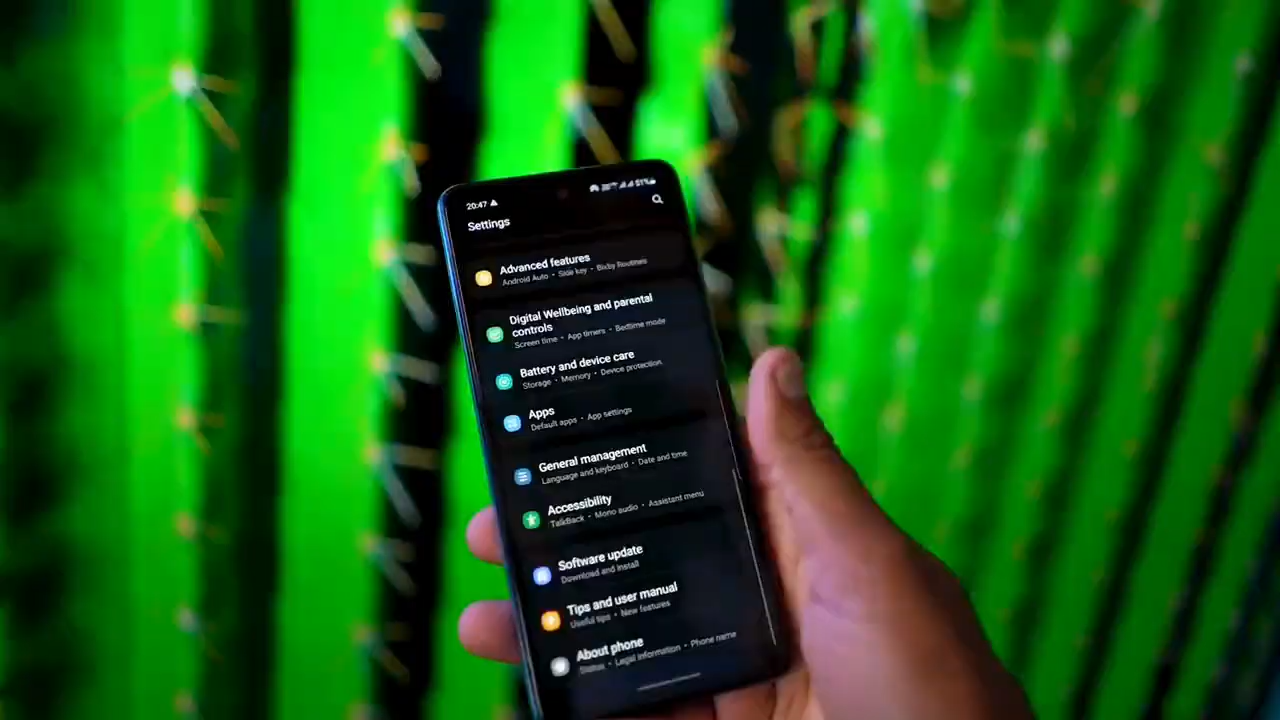 20:47
51%
Settings
Advanced features
Android Auto • Side key • Bixby Routines
Digital Wellbeing and parental
controls
Screen time • App timers • Bedtime mode
Battery and device care
Storage • Memory • Device protection
Apps
Default apps • App settings
General management
Language and keyboard • Date and time
Accessibility
TalkBack • Mono audio • Assistant menu
Software update
Download and install
Tips and user manual
Useful tips • New features
About phone
Status • Legal information • Phone name